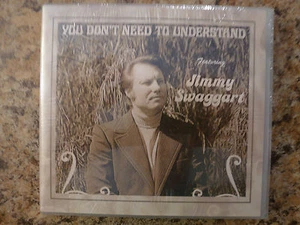 YOU DON'T NEED TO UNDERSTAND
Featuring
Jimmy
Swaggart